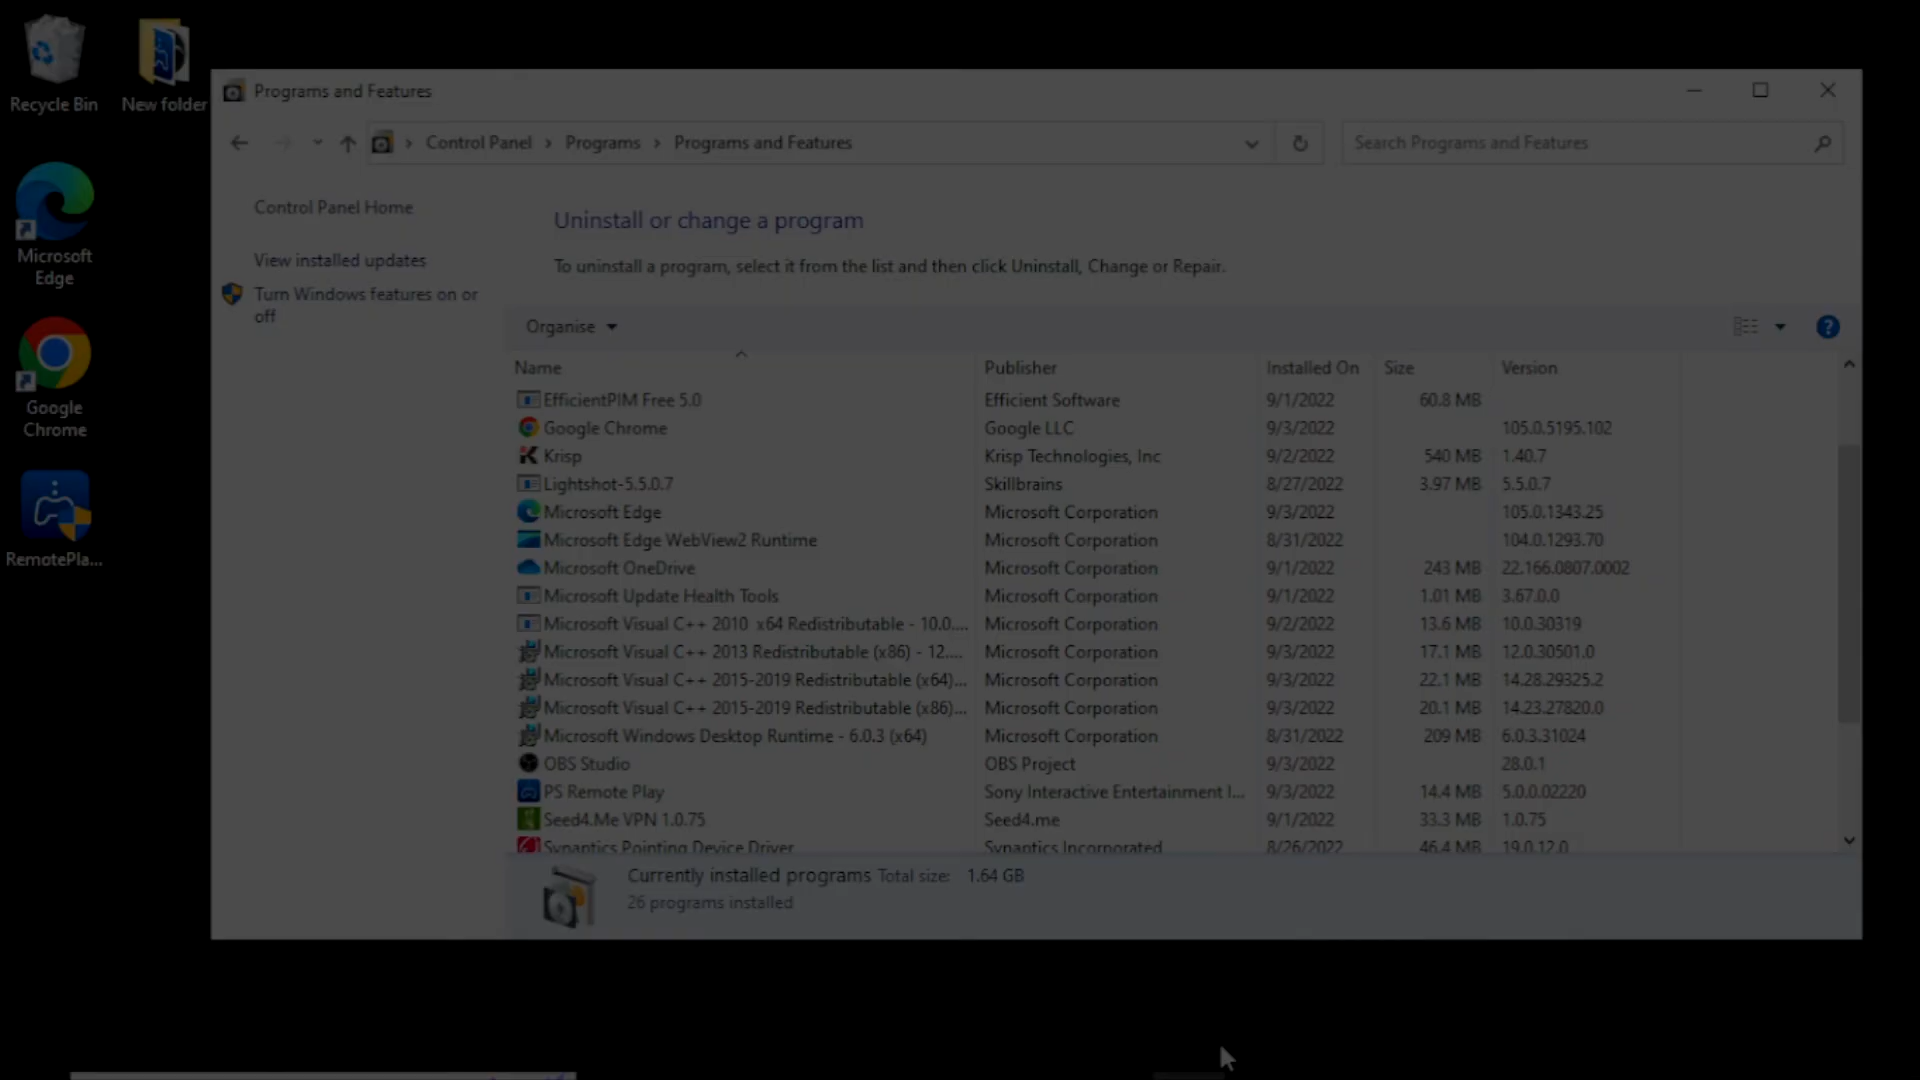 Recycle Bin
New folder
Microsoft
Edge
Google
Chrome
RemotePla...
Programs and Features
Control Panel > Programs > Programs and Features
Search Programs and Features
Control Panel Home
View installed updates
Turn Windows features on or
off
Uninstall or change a program
To uninstall a program, select it from the list and then click Uninstall, Change or Repair.
Organise
Name Publisher Installed On Size Version
EfficientPIM Free 5.0 Efficient Software 9/1/2022 60.8 MB
Google Chrome Google LLC 9/3/2022 105.0.5195.102
Krisp Krisp Technologies, Inc 9/2/2022 540 MB 1.40.7
Lightshot-5.5.0.7 Skillbrains 8/27/2022 3.97 MB 5.5.0.7
Microsoft Edge Microsoft Corporation 9/3/2022 105.0.1343.25
Microsoft Edge WebView2 Runtime Microsoft Corporation 8/31/2022 104.0.1293.70
Microsoft OneDrive Microsoft Corporation 9/1/2022 243 MB 22.166.0807.0002
Microsoft Update Health Tools Microsoft Corporation 9/1/2022 1.01 MB 3.67.0.0
Microsoft Visual C++ 2010 x64 Redistributable - 10.0.... Microsoft Corporation 9/2/2022 13.6 MB 10.0.30319
Microsoft Visual C++ 2013 Redistributable (x86) - 12.... Microsoft Corporation 9/3/2022 17.1 MB 12.0.30501.0
Microsoft Visual C++ 2015-2019 Redistributable (x64)... Microsoft Corporation 9/3/2022 22.1 MB 14.28.29325.2
Microsoft Visual C++ 2015-2019 Redistributable (x86)... Microsoft Corporation 9/3/2022 20.1 MB 14.23.27820.0
Microsoft Windows Desktop Runtime - 6.0.3 (x64) Microsoft Corporation 8/31/2022 209 MB 6.0.3.31024
OBS Studio OBS Project 9/3/2022 28.0.1
PS Remote Play Sony Interactive Entertainment I... 9/3/2022 14.4 MB 5.0.0.02220
Seed4.Me VPN 1.0.75 Seed4.me 9/1/2022 33.3 MB 1.0.75
Synaptics Pointing Device Driver Synaptics Incorporated 8/26/2022 46.4 MB 19.0.12.0
Currently installed programs Total size: 1.64 GB
26 programs installed